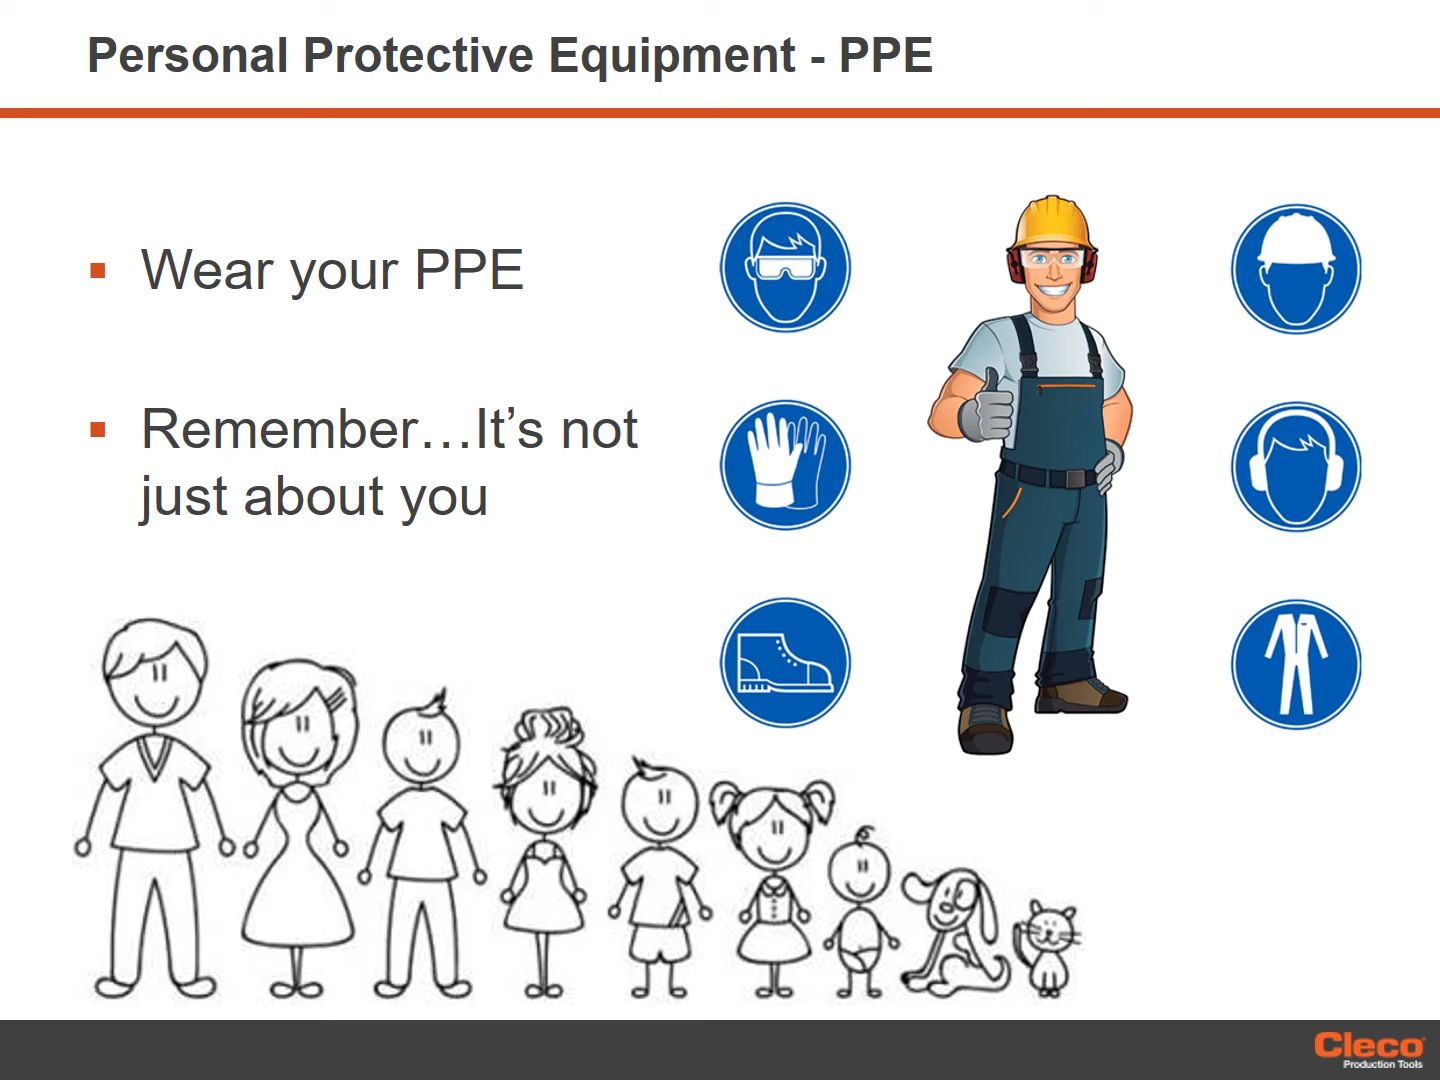 Personal Protective Equipment - PPE
Wear your PPE
Remember…It’s not
just about you
Cleco
Production Tools